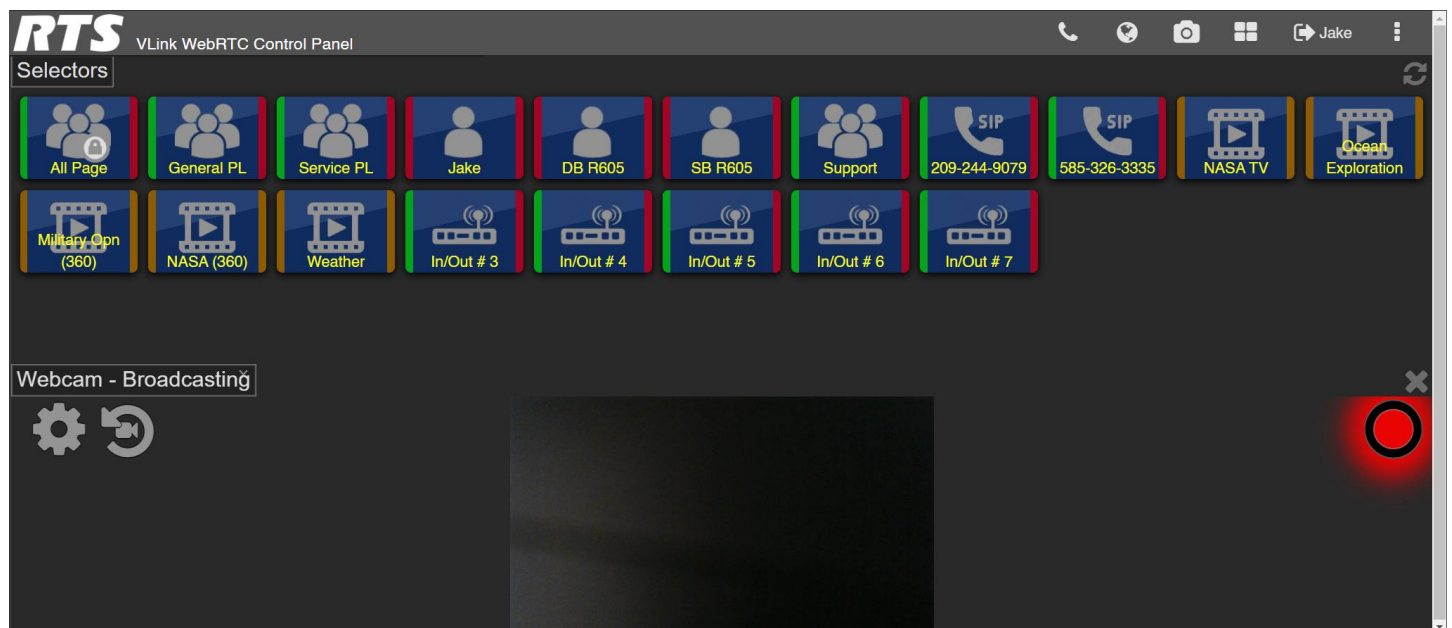 RTS VLink WebRTC Control Panel Jake
Selectors
All Page General PL Service PL Jake DB R605 SB R605 Support SIP 209-244-9079 SIP 585-326-3335 NASA TV Ocean Exploration
Military Opn (360) NASA (360) Weather In/Out # 3 In/Out # 4 In/Out # 5 In/Out # 6 In/Out # 7
Webcam - Broadcasting